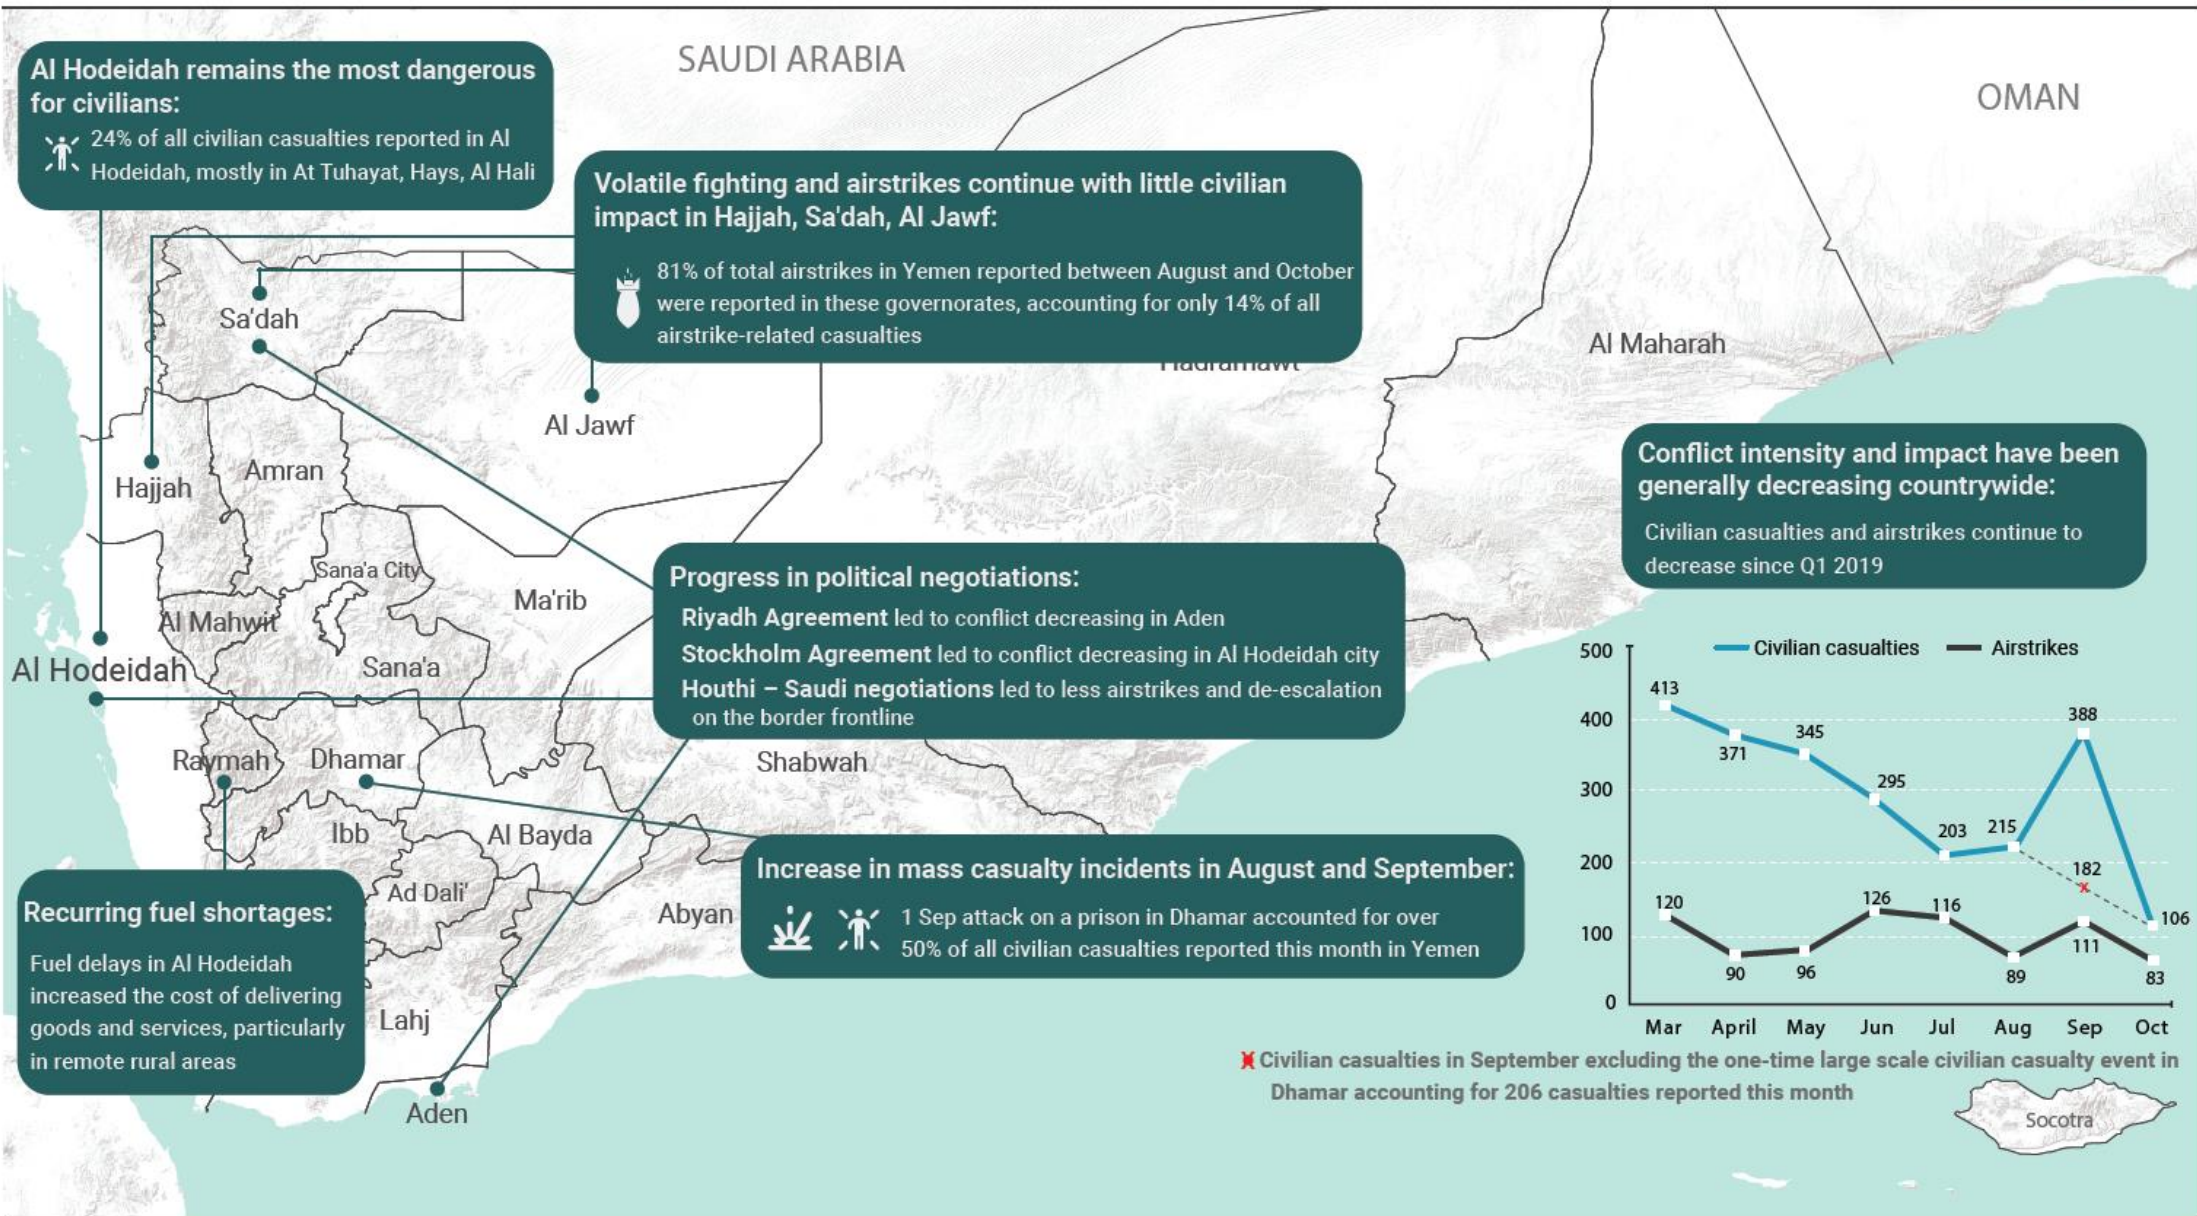 SAUDI ARABIA
OMAN
Al Hodeidah remains the most dangerous
for civilians:
24% of all civilian casualties reported in Al
Hodeidah, mostly in At Tuhayat, Hays, Al Hali
Volatile fighting and airstrikes continue with little civilian
impact in Hajjah, Sa'dah, Al Jawf:
81% of total airstrikes in Yemen reported between August and October
were reported in these governorates, accounting for only 14% of all
airstrike-related casualties
Sa'dah
Hadramawt
Al Maharah
Al Jawf
Hajjah
Amran
Conflict intensity and impact have been
generally decreasing countrywide:
Civilian casualties and airstrikes continue to
decrease since Q1 2019
Sana'a City
Ma'rib
Al Mahwit
Al Hodeidah
Sana'a
Progress in political negotiations:
Riyadh Agreement led to conflict decreasing in Aden
Stockholm Agreement led to conflict decreasing in Al Hodeidah city
Houthi – Saudi negotiations led to less airstrikes and de-escalation
on the border frontline
Raymah
Dhamar
Shabwah
Ibb
Al Bayda
Ad Dali'
Abyan
Lahj
Aden
Increase in mass casualty incidents in August and September:
1 Sep attack on a prison in Dhamar accounted for over
50% of all civilian casualties reported this month in Yemen
Recurring fuel shortages:
Fuel delays in Al Hodeidah
increased the cost of delivering
goods and services, particularly
in remote rural areas
Civilian casualties Airstrikes
500
400
300
200
100
0
413
371
345
295
203
215
388
182
106
120
90
96
126
116
89
111
83
Mar April May Jun Jul Aug Sep Oct
Civilian casualties in September excluding the one-time large scale civilian casualty event in
Dhamar accounting for 206 casualties reported this month
Socotra